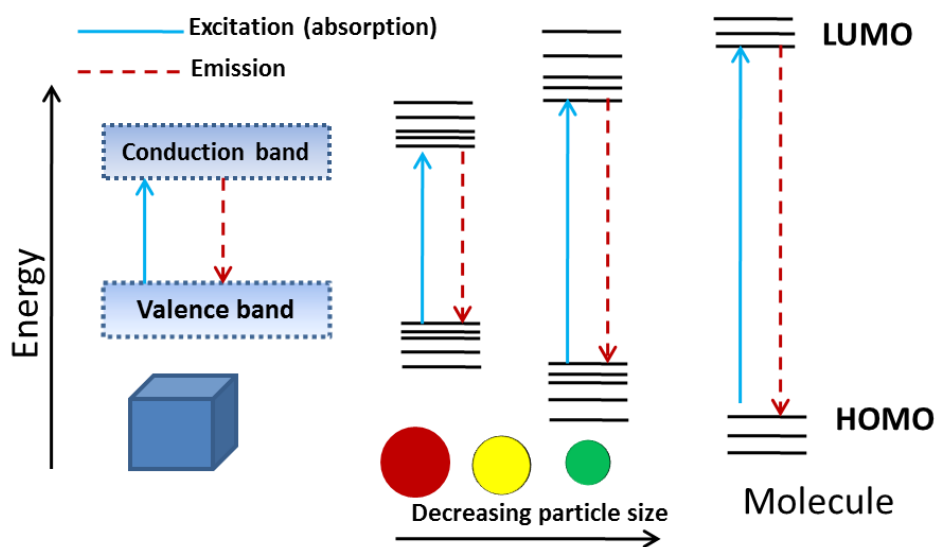 Excitation (absorption)
Emission
LUMO
Conduction band
Valence band
Energy
HOMO
Molecule
Decreasing particle size